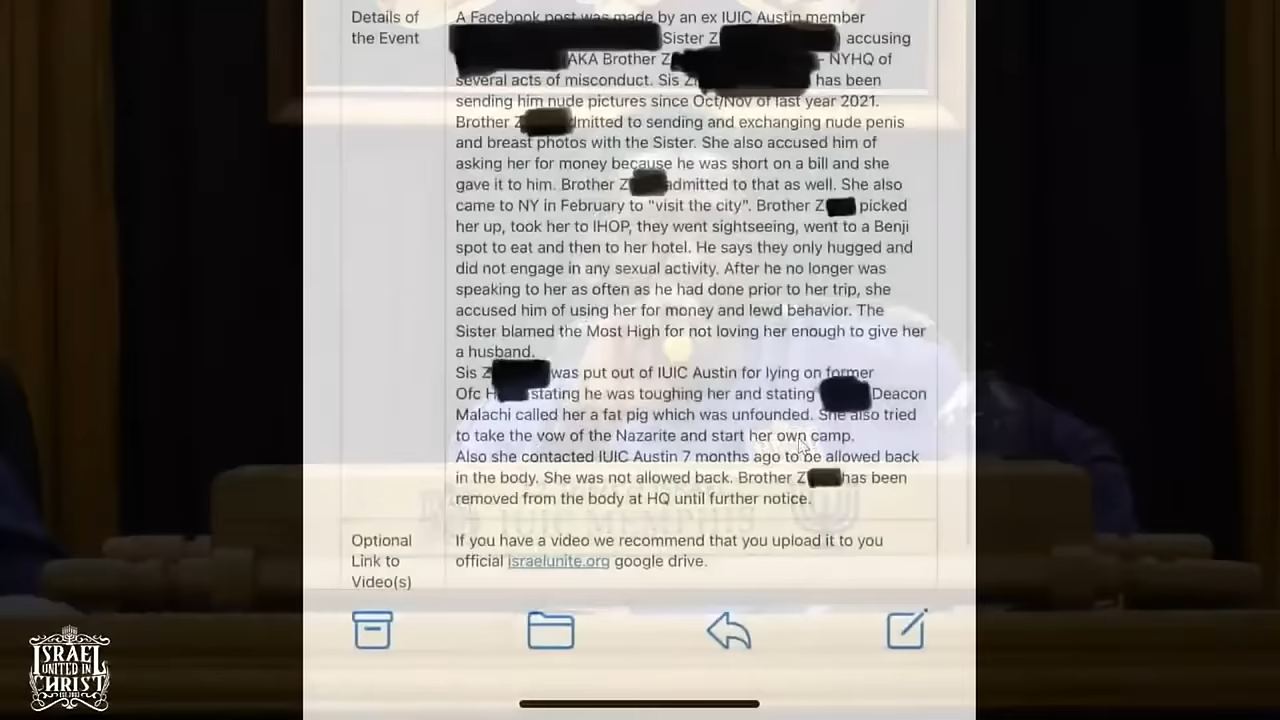 Details of
the Event
A Facebook post was made by an ex IUIC Austin member
Sister Z ) accusing
AKA Brother Z - NYHQ of
several acts of misconduct. Sis Z has been
sending him nude pictures since Oct/Nov of last year 2021.
Brother Z dmitted to sending and exchanging nude penis
and breast photos with the Sister. She also accused him of
asking her for money because he was short on a bill and she
gave it to him. Brother Z admitted to that as well. She also
came to NY in February to "visit the city". Brother Z picked
her up, took her to IHOP, they went sightseeing, went to a Benji
spot to eat and then to her hotel. He says they only hugged and
did not engage in any sexual activity. After he no longer was
speaking to her as often as he had done prior to her trip, she
accused him of using her for money and lewd behavior. The
Sister blamed the Most High for not loving her enough to give her
a husband.
Sis Z was put out of IUIC Austin for lying on former
Ofc H stating he was toughing her and stating Deacon
Malachi called her a fat pig which was unfounded. She also tried
to take the vow of the Nazarite and start her own camp.
Also she contacted IUIC Austin 7 months ago to be allowed back
in the body. She was not allowed back. Brother Z has been
removed from the body at HQ until further notice.
IUIC MEMPHIS
Optional
Link to
Video(s)
If you have a video we recommend that you upload it to you
official israelunite.org google drive.
ISRAEL
UNITED IN
CHRIST